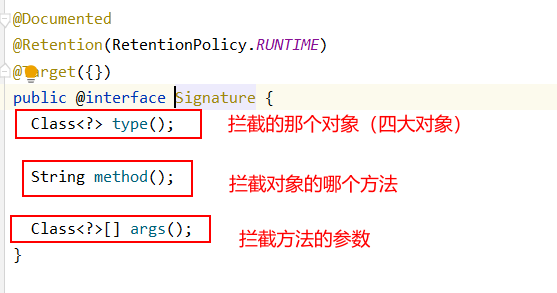 @Documented
@Retention(RetentionPolicy.RUNTIME)
@Target({})
public @interface Signature {
Class<?> type(); 拦截的那个对象（四大对象）
String method(); 拦截对象的哪个方法
Class<?>[] args(); 拦截方法的参数
}